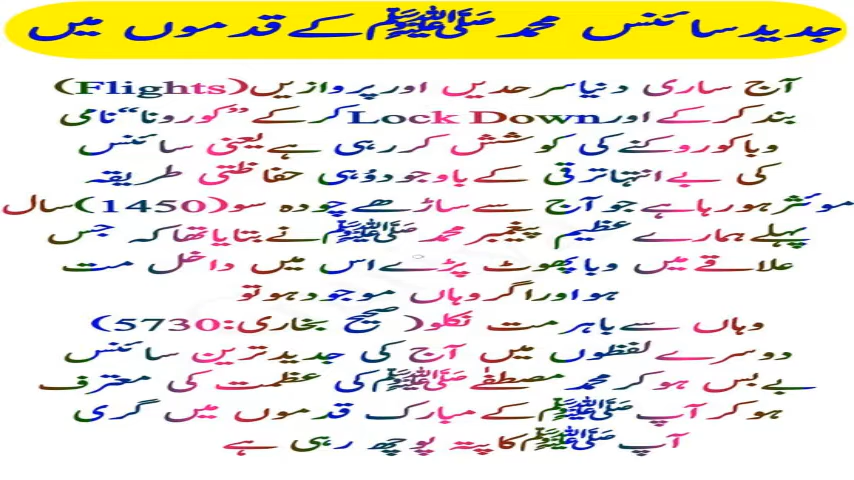 جدید سائنس محمد ﷺ کے قدموں میں
آج ساری دنیا سرحدیں اور پروازیں (Flights)
بند کر کے اور Lock Down کر کے ”کورونا“ نامی
وبا کو روکنے کی کوشش کر رہی ہے یعنی سائنس
کی بے انتہا ترقی کے باوجود وُہی حفاظتی طریقہ
موئثر ہو رہا ہے جو آج سے ساڑھے چودہ سو (1450) سال
پہلے ہمارے عظیم پیغمبر محمد ﷺ نے بتایا تھا کہ جس
علاقے میں وبا پھوٹ پڑے اس میں داخل مت
ہو اور اگر وہاں موجود ہو تو
وہاں سے باہر مت نکلو (صحیح بخاری:5730)
دوسرے لفظوں میں آج کی جدید ترین سائنس
بے بس ہو کر محمد مصطفےٰ ﷺ کی عظمت کی معترف
ہو کر آپ ﷺ کے مبارک قدموں میں گری
آپ ﷺ کا پتہ پوچھ رہی ہے